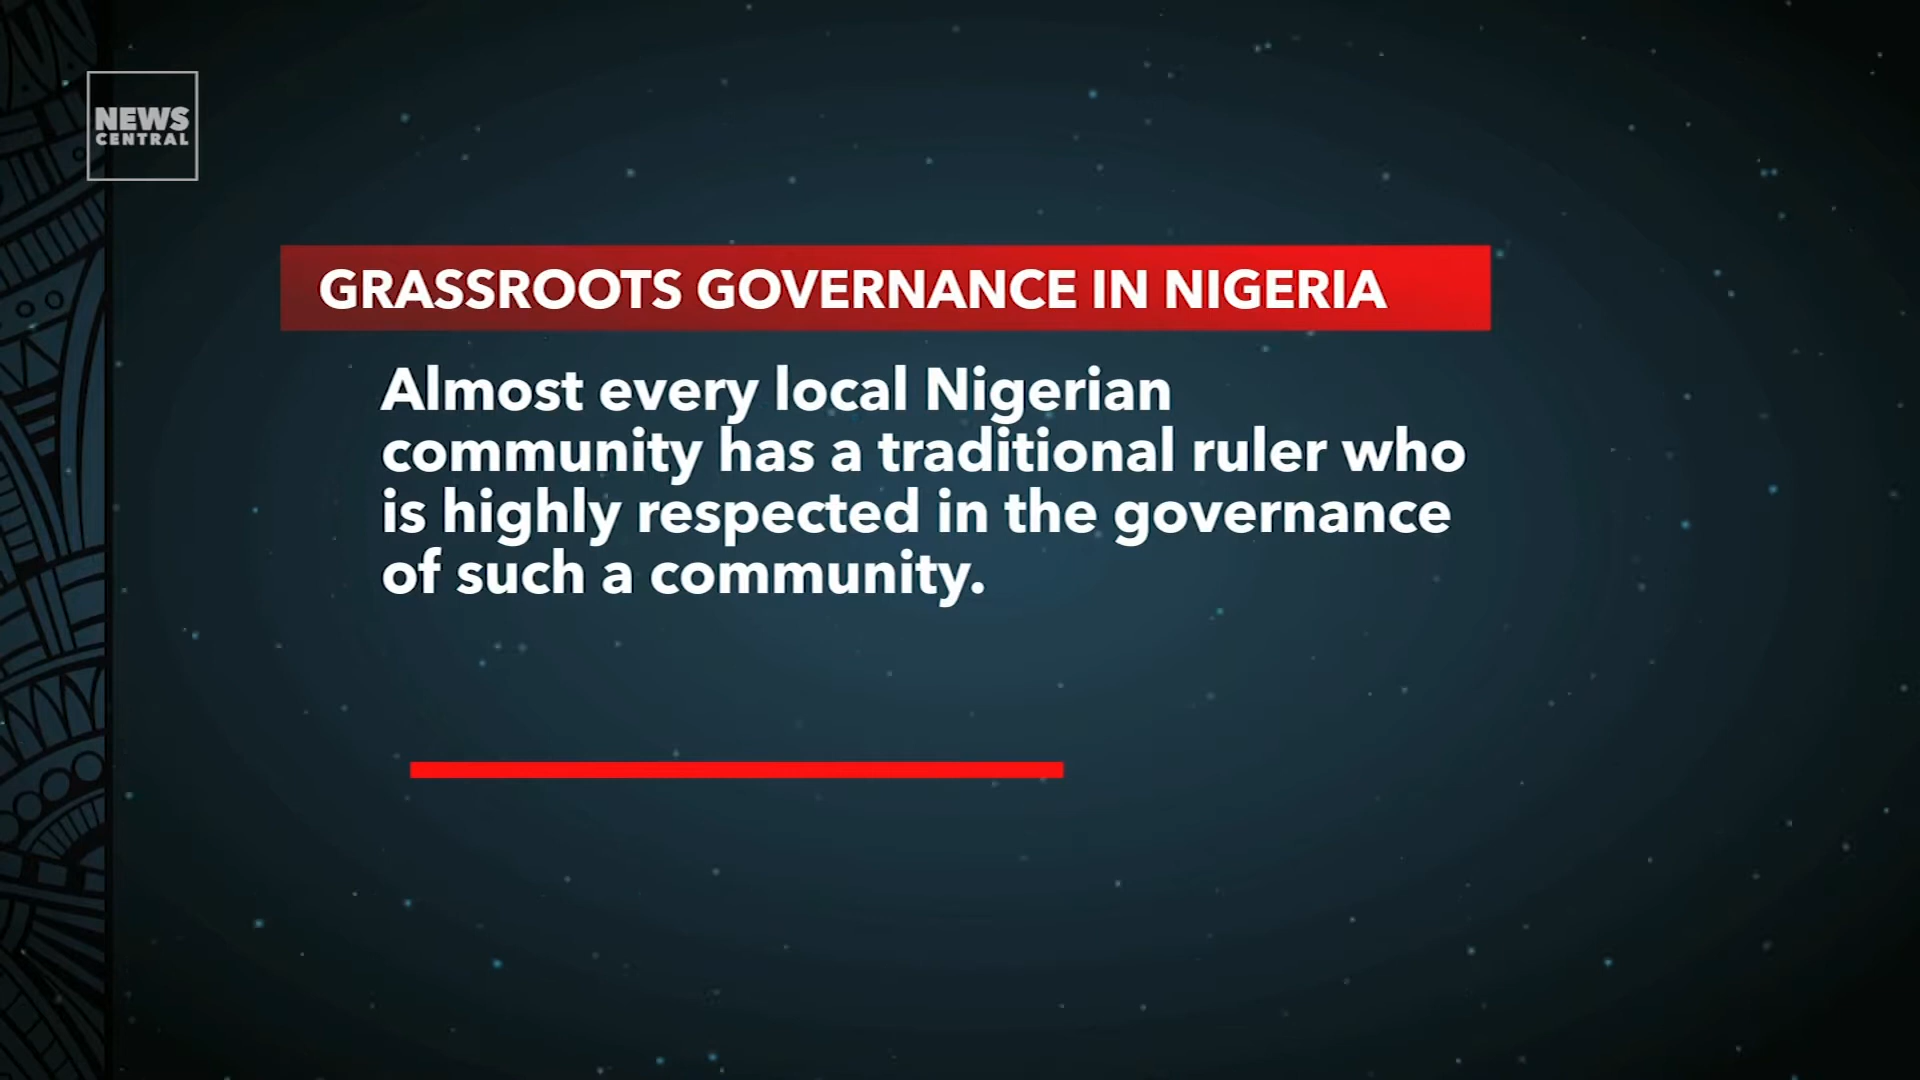 NEWS
CENTRAL
GRASSROOTS GOVERNANCE IN NIGERIA
Almost every local Nigerian
community has a traditional ruler who
is highly respected in the governance
of such a community.